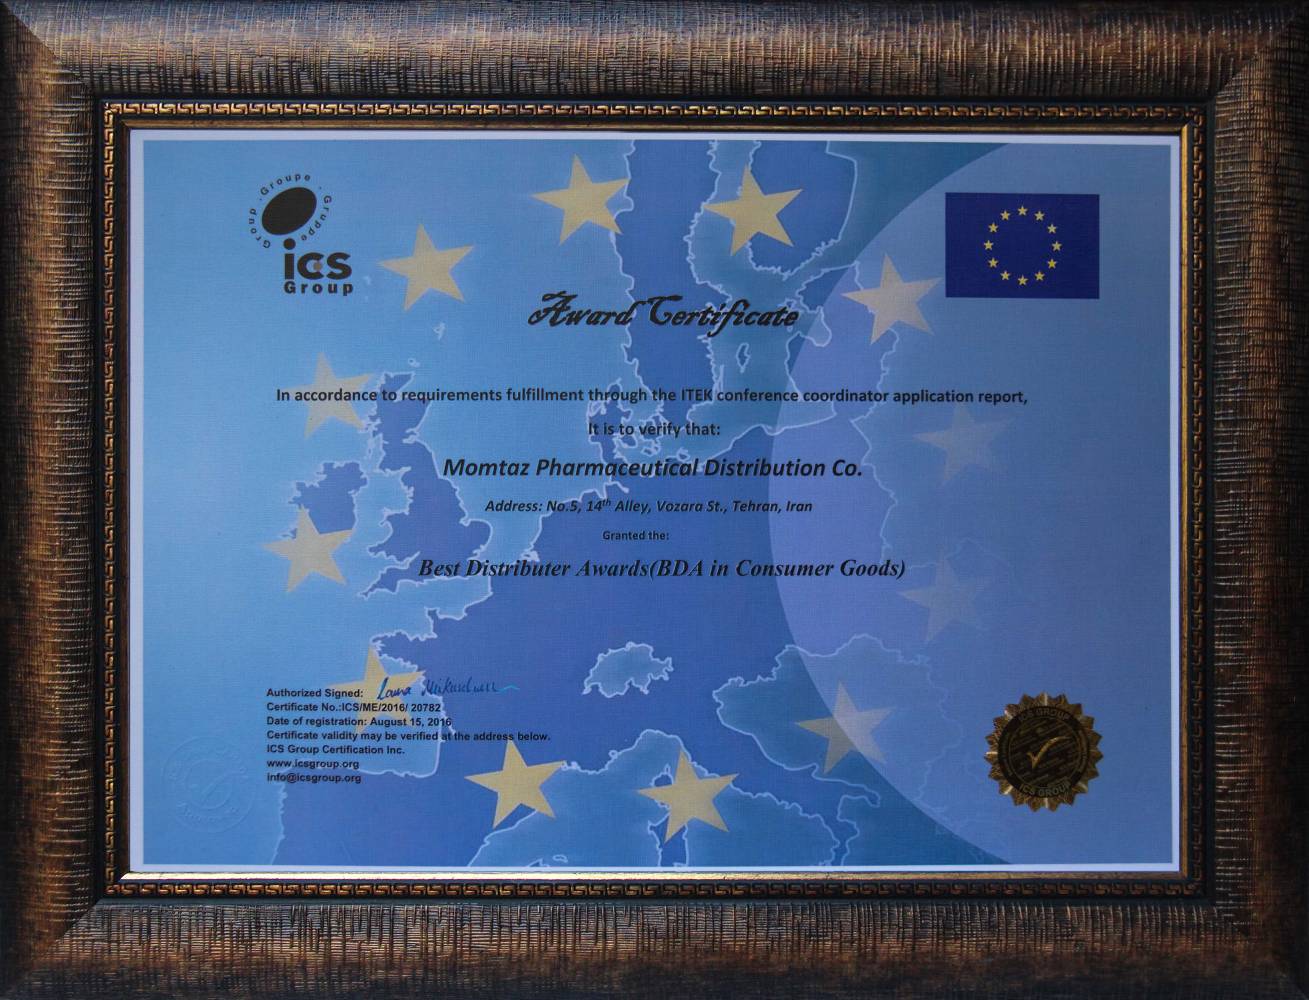 Group . Groupe . Gruppe
ics
Group
Award Certificate
In accordance to requirements fulfillment through the ITEK conference coordinator application report,
It is to verify that:
Momtaz Pharmaceutical Distribution Co.
Address: No.5, 14th Alley, Vozara St., Tehran, Iran
Granted the:
Best Distributer Awards(BDA in Consumer Goods)
Authorized Signed:
Certificate No.:ICS/ME/2016/ 20782
Date of registration: August 15, 2016
Certificate validity may be verified at the address below.
ICS Group Certification Inc.
www.icsgroup.org
info@icsgroup.org
ICS GROUP
ICS GROUP